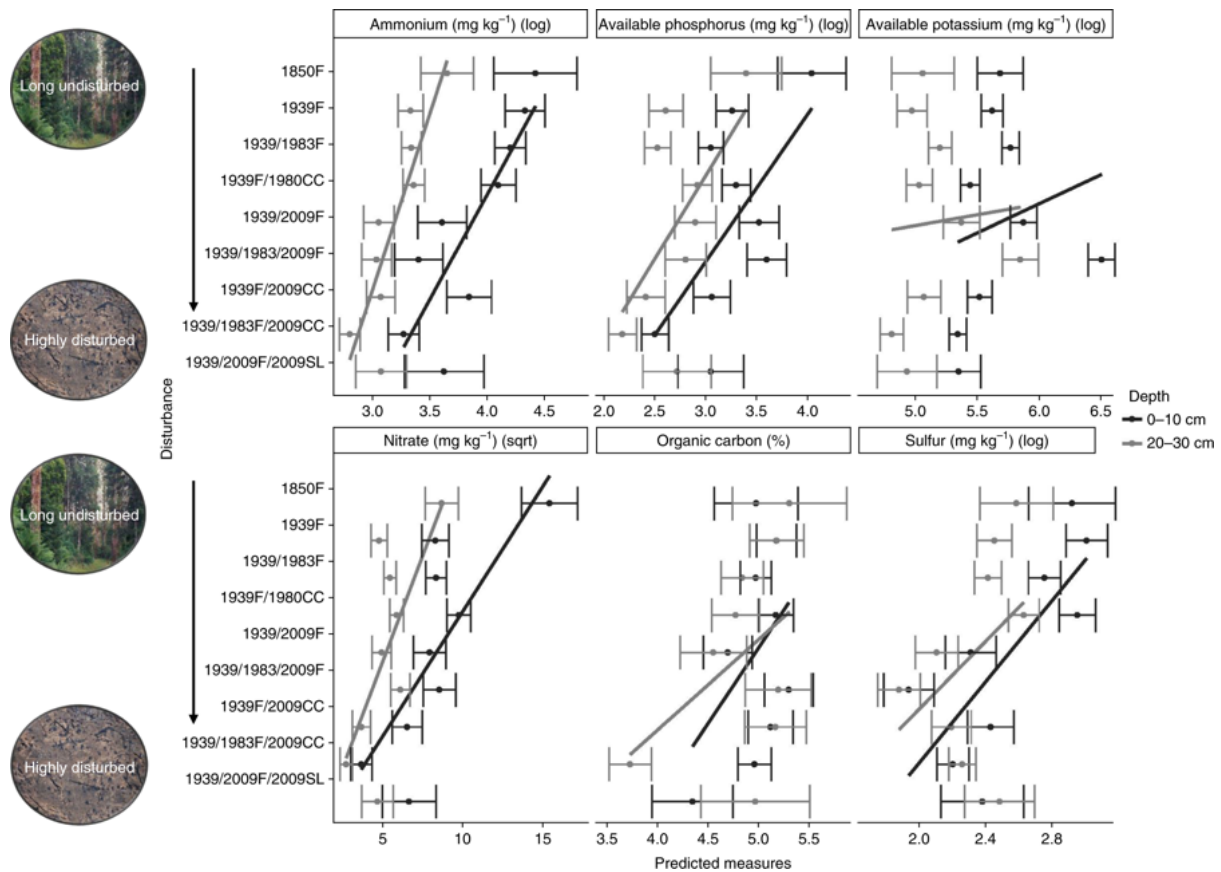 Ammonium (mg kg⁻¹) (log)
Available phosphorus (mg kg⁻¹) (log)
Available potassium (mg kg⁻¹) (log)
Long undisturbed
Highly disturbed
Disturbance
1850F
1939F
1939/1983F
1939F/1980CC
1939/2009F
1939/1983/2009F
1939F/2009CC
1939/1983F/2009CC
1939/2009F/2009SL
3.0 3.5 4.0 4.5
2.0 2.5 3.0 3.5 4.0
5.0 5.5 6.0 6.5
Depth
0–10 cm
20–30 cm
Nitrate (mg kg⁻¹) (sqrt)
Organic carbon (%)
Sulfur (mg kg⁻¹) (log)
Long undisturbed
Highly disturbed
1850F
1939F
1939/1983F
1939F/1980CC
1939/2009F
1939/1983/2009F
1939F/2009CC
1939/1983F/2009CC
1939/2009F/2009SL
5 10 15
3.5 4.0 4.5 5.0 5.5
2.0 2.4 2.8
Predicted measures